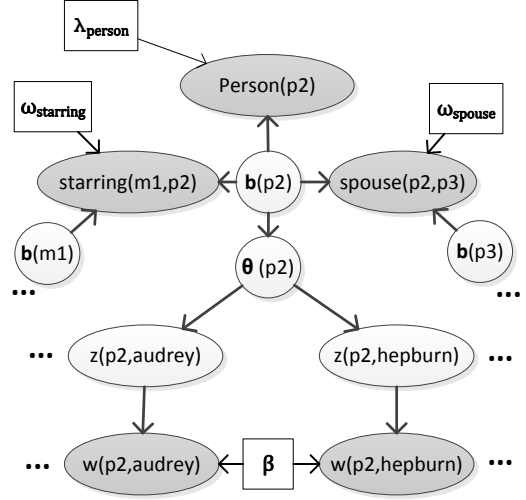 λperson
Person(p2)
ωstarring
ωspouse
starring(m1,p2)
b(p2)
spouse(p2,p3)
b(m1)
b(p3)
...
...
θ (p2)
...
z(p2,audrey)
z(p2,hepburn)
...
...
w(p2,audrey)
β
w(p2,hepburn)
...